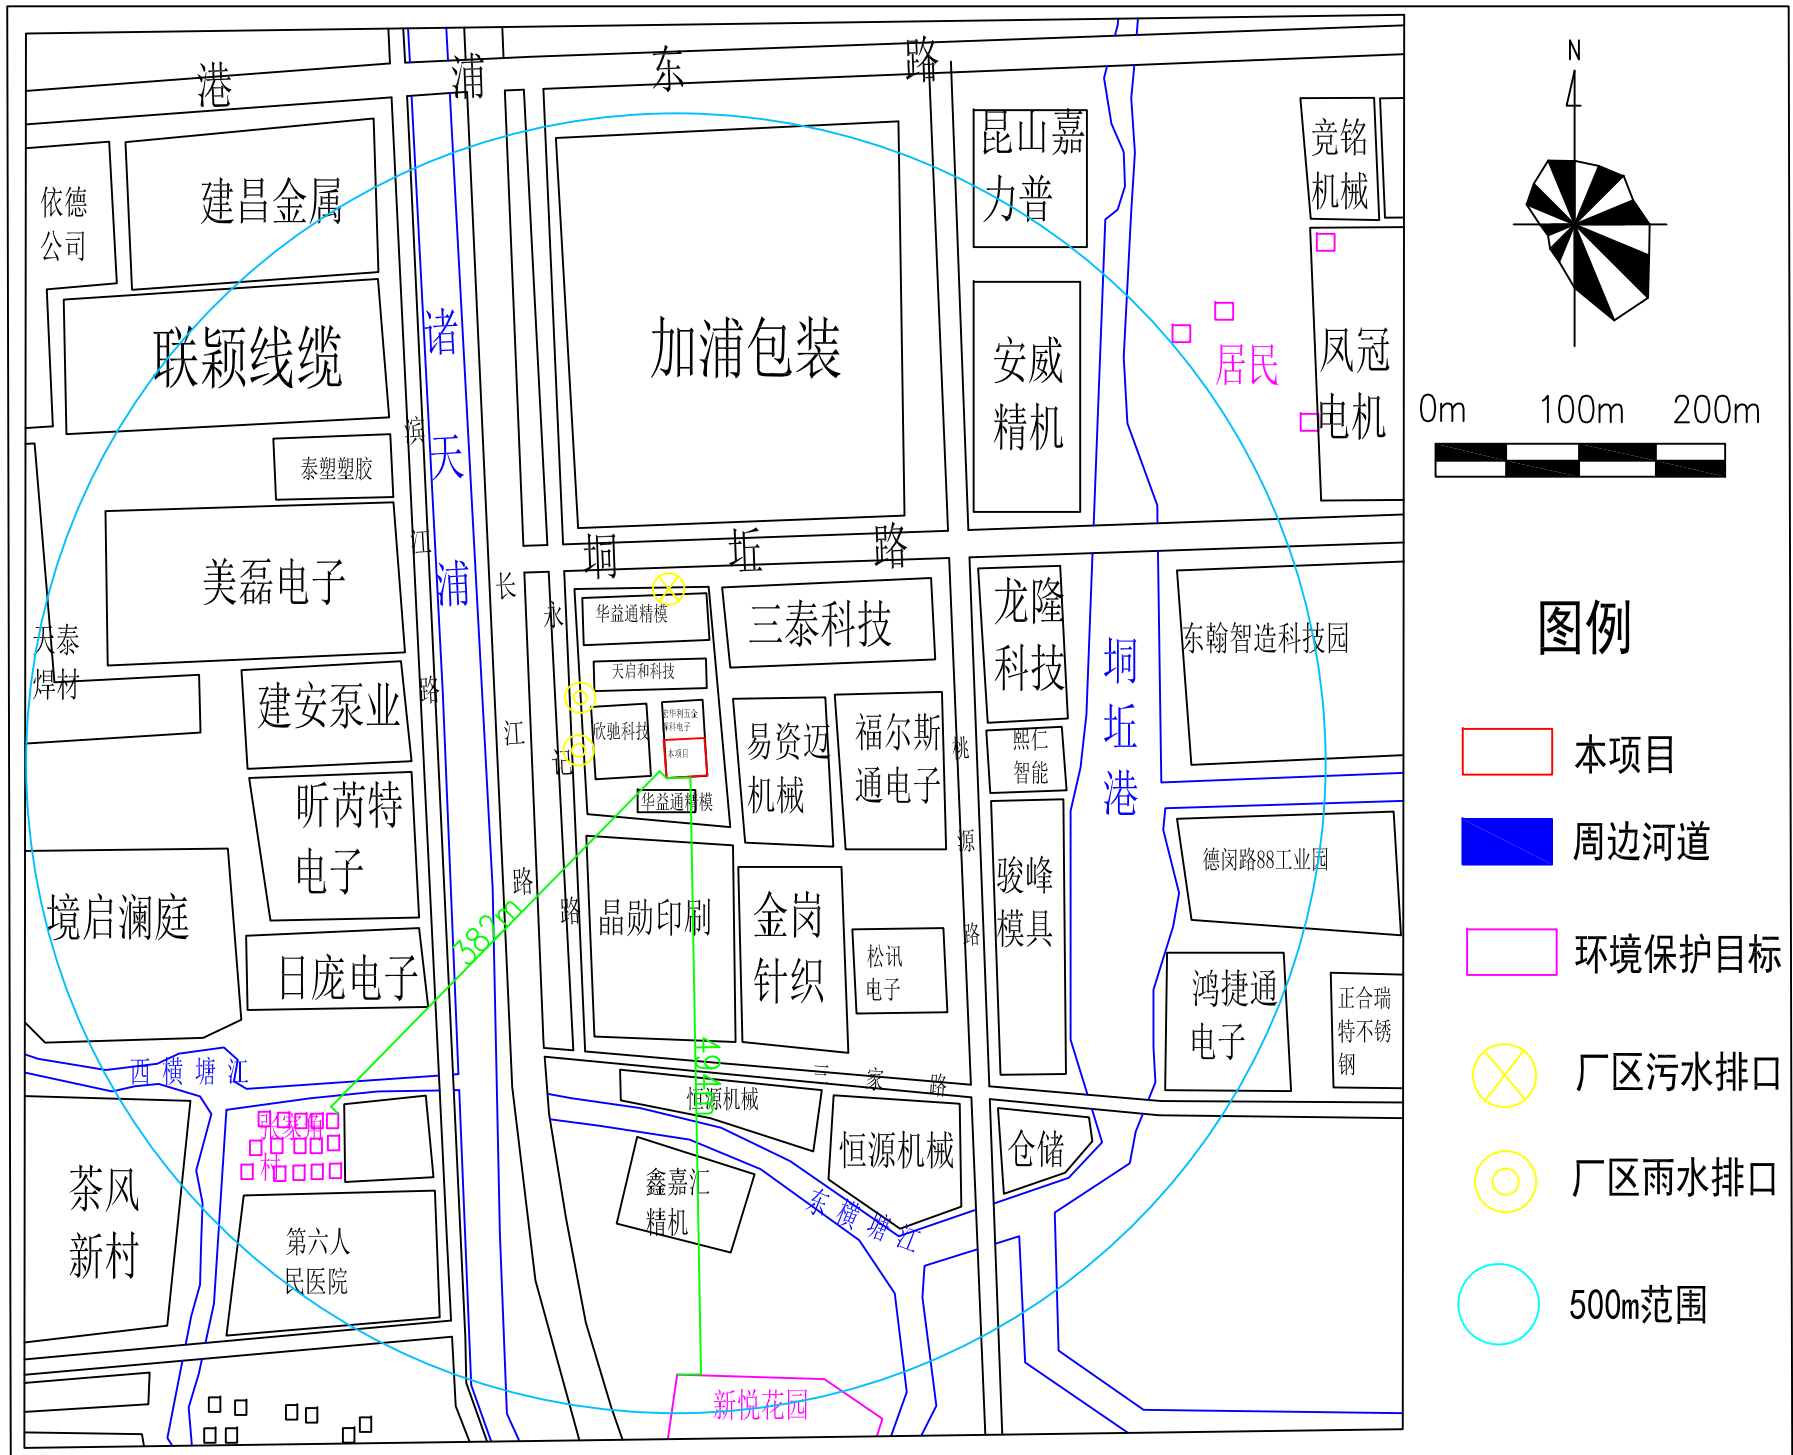 港 浦 东 路
N
昆山嘉
力普
竞铭
机械
依德
公司
建昌金属
诸天浦
联颖线缆
加浦包装
安威
精机
居民
凤冠
电机
0m 100m 200m
滨江路
泰塑塑胶
美磊电子
垌 坵 路
长江路
永记路
华益通精模
三泰科技
龙隆
科技
垌坵港
东翰智造科技园
图例
天泰
焊材
天启和科技
建安泵业
欣驰科技
本项目
易资迈
机械
福尔斯
通电子
桃源路
熙仁
智能
本项目
昕芮特
电子
华益通精模
周边河道
骏峰
模具
德闵路88工业园
境启澜庭
晶勋印刷
金岗
针织
382m
松讯
电子
环境保护目标
日庞电子
鸿捷通
电子
正合瑞
特不锈
钢
西横塘江
494m
三 家 路
恒源机械
厂区污水排口
村
恒源机械
仓储
茶风
新村
鑫嘉汇
精机
东横塘江
厂区雨水排口
第六人
民医院
500m范围
新悦花园